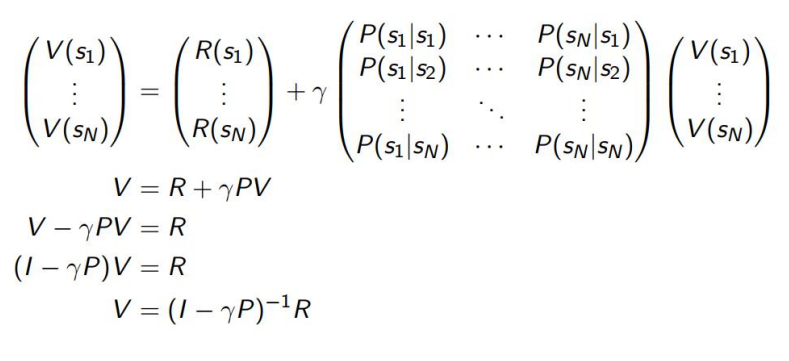 V(s₁) R(s₁) P(s₁|s₁) ⋯ P(s_N|s₁) V(s₁)
⋮ = ⋮ + γ P(s₁|s₂) ⋯ P(s_N|s₂) ⋮
⋮ ⋱ ⋮
V(s_N) R(s_N) P(s₁|s_N) ⋯ P(s_N|s_N) V(s_N)
V = R + γPV
V − γPV = R
(I − γP)V = R
V = (I − γP)⁻¹R